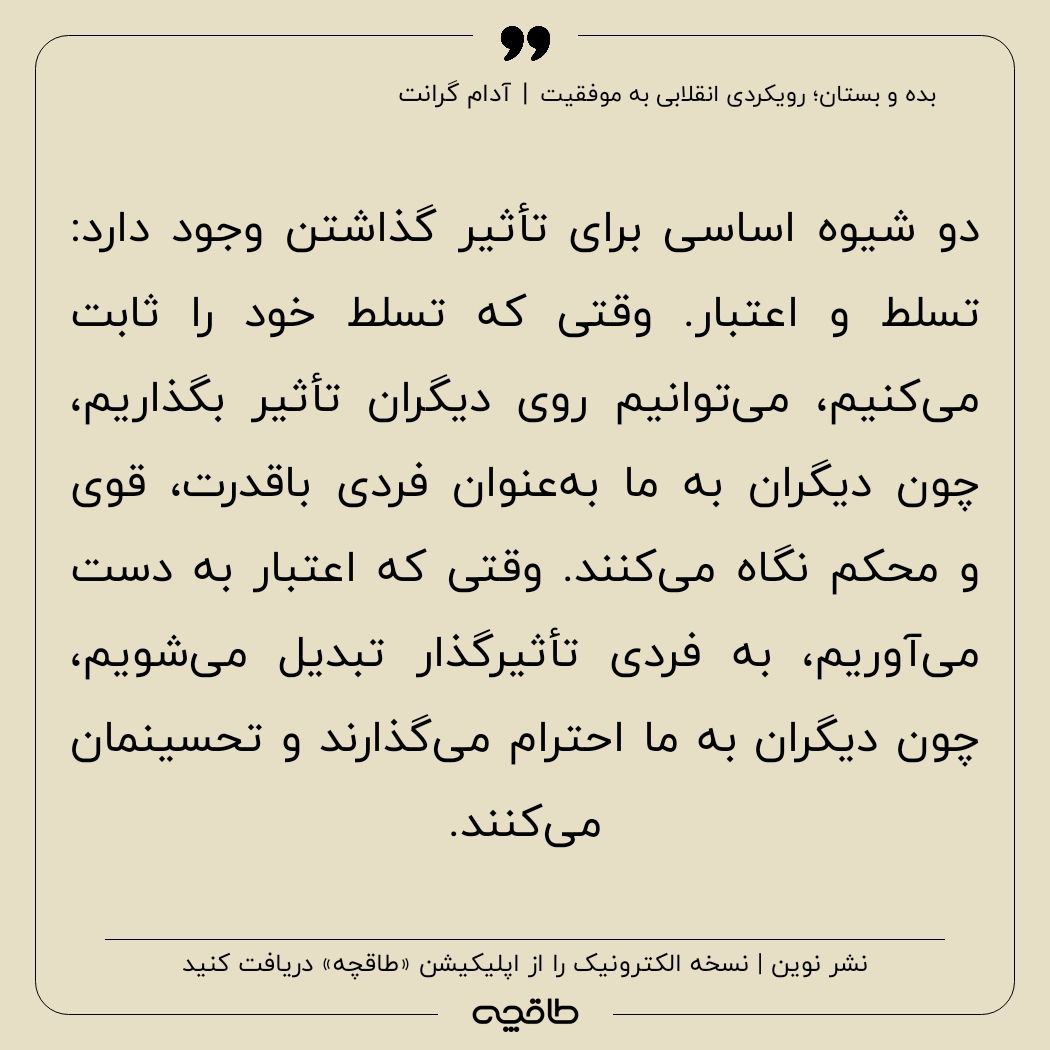 بده و بستان؛ رویکردی انقلابی به موفقیت | آدام گرانت
دو شیوه اساسی برای تأثیر گذاشتن وجود دارد:
تسلط و اعتبار. وقتی که تسلط خود را ثابت
می‌کنیم، می‌توانیم روی دیگران تأثیر بگذاریم،
چون دیگران به ما به‌عنوان فردی باقدرت، قوی
و محکم نگاه می‌کنند. وقتی که اعتبار به دست
می‌آوریم، به فردی تأثیرگذار تبدیل می‌شویم،
چون دیگران به ما احترام می‌گذارند و تحسینمان
می‌کنند.
نشر نوین | نسخه الکترونیک را از اپلیکیشن «طاقچه» دریافت کنید
طاقچه